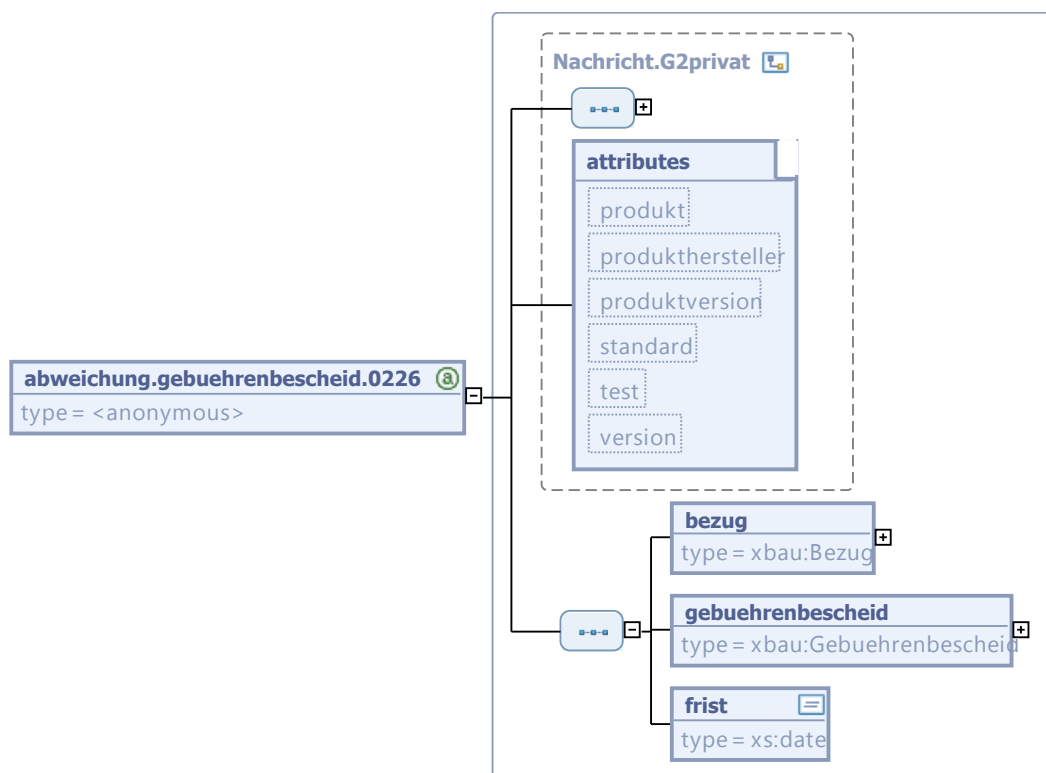 Nachricht.G2privat
attributes
produkt
produkthersteller
produktversion
standard
test
version
abweichung.gebuehrenbescheid.0226 @
type = <anonymous>
bezug
type = xbau:Bezug
gebuehrenbescheid
type = xbau:Gebuehrenbescheid
frist
type = xs:date